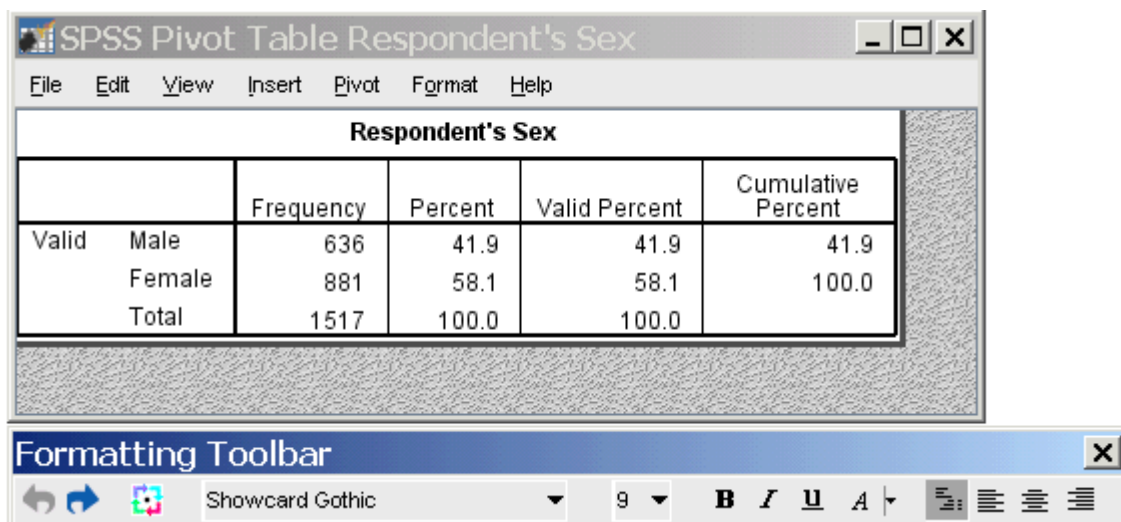 SPSS Pivot Table Respondent's Sex
File Edit View Insert Pivot Format Help
Respondent's Sex
Frequency Percent Valid Percent Cumulative Percent
Valid Male 636 41.9 41.9 41.9
Female 881 58.1 58.1 100.0
Total 1517 100.0 100.0
Formatting Toolbar
Showcard Gothic 9 B I U A